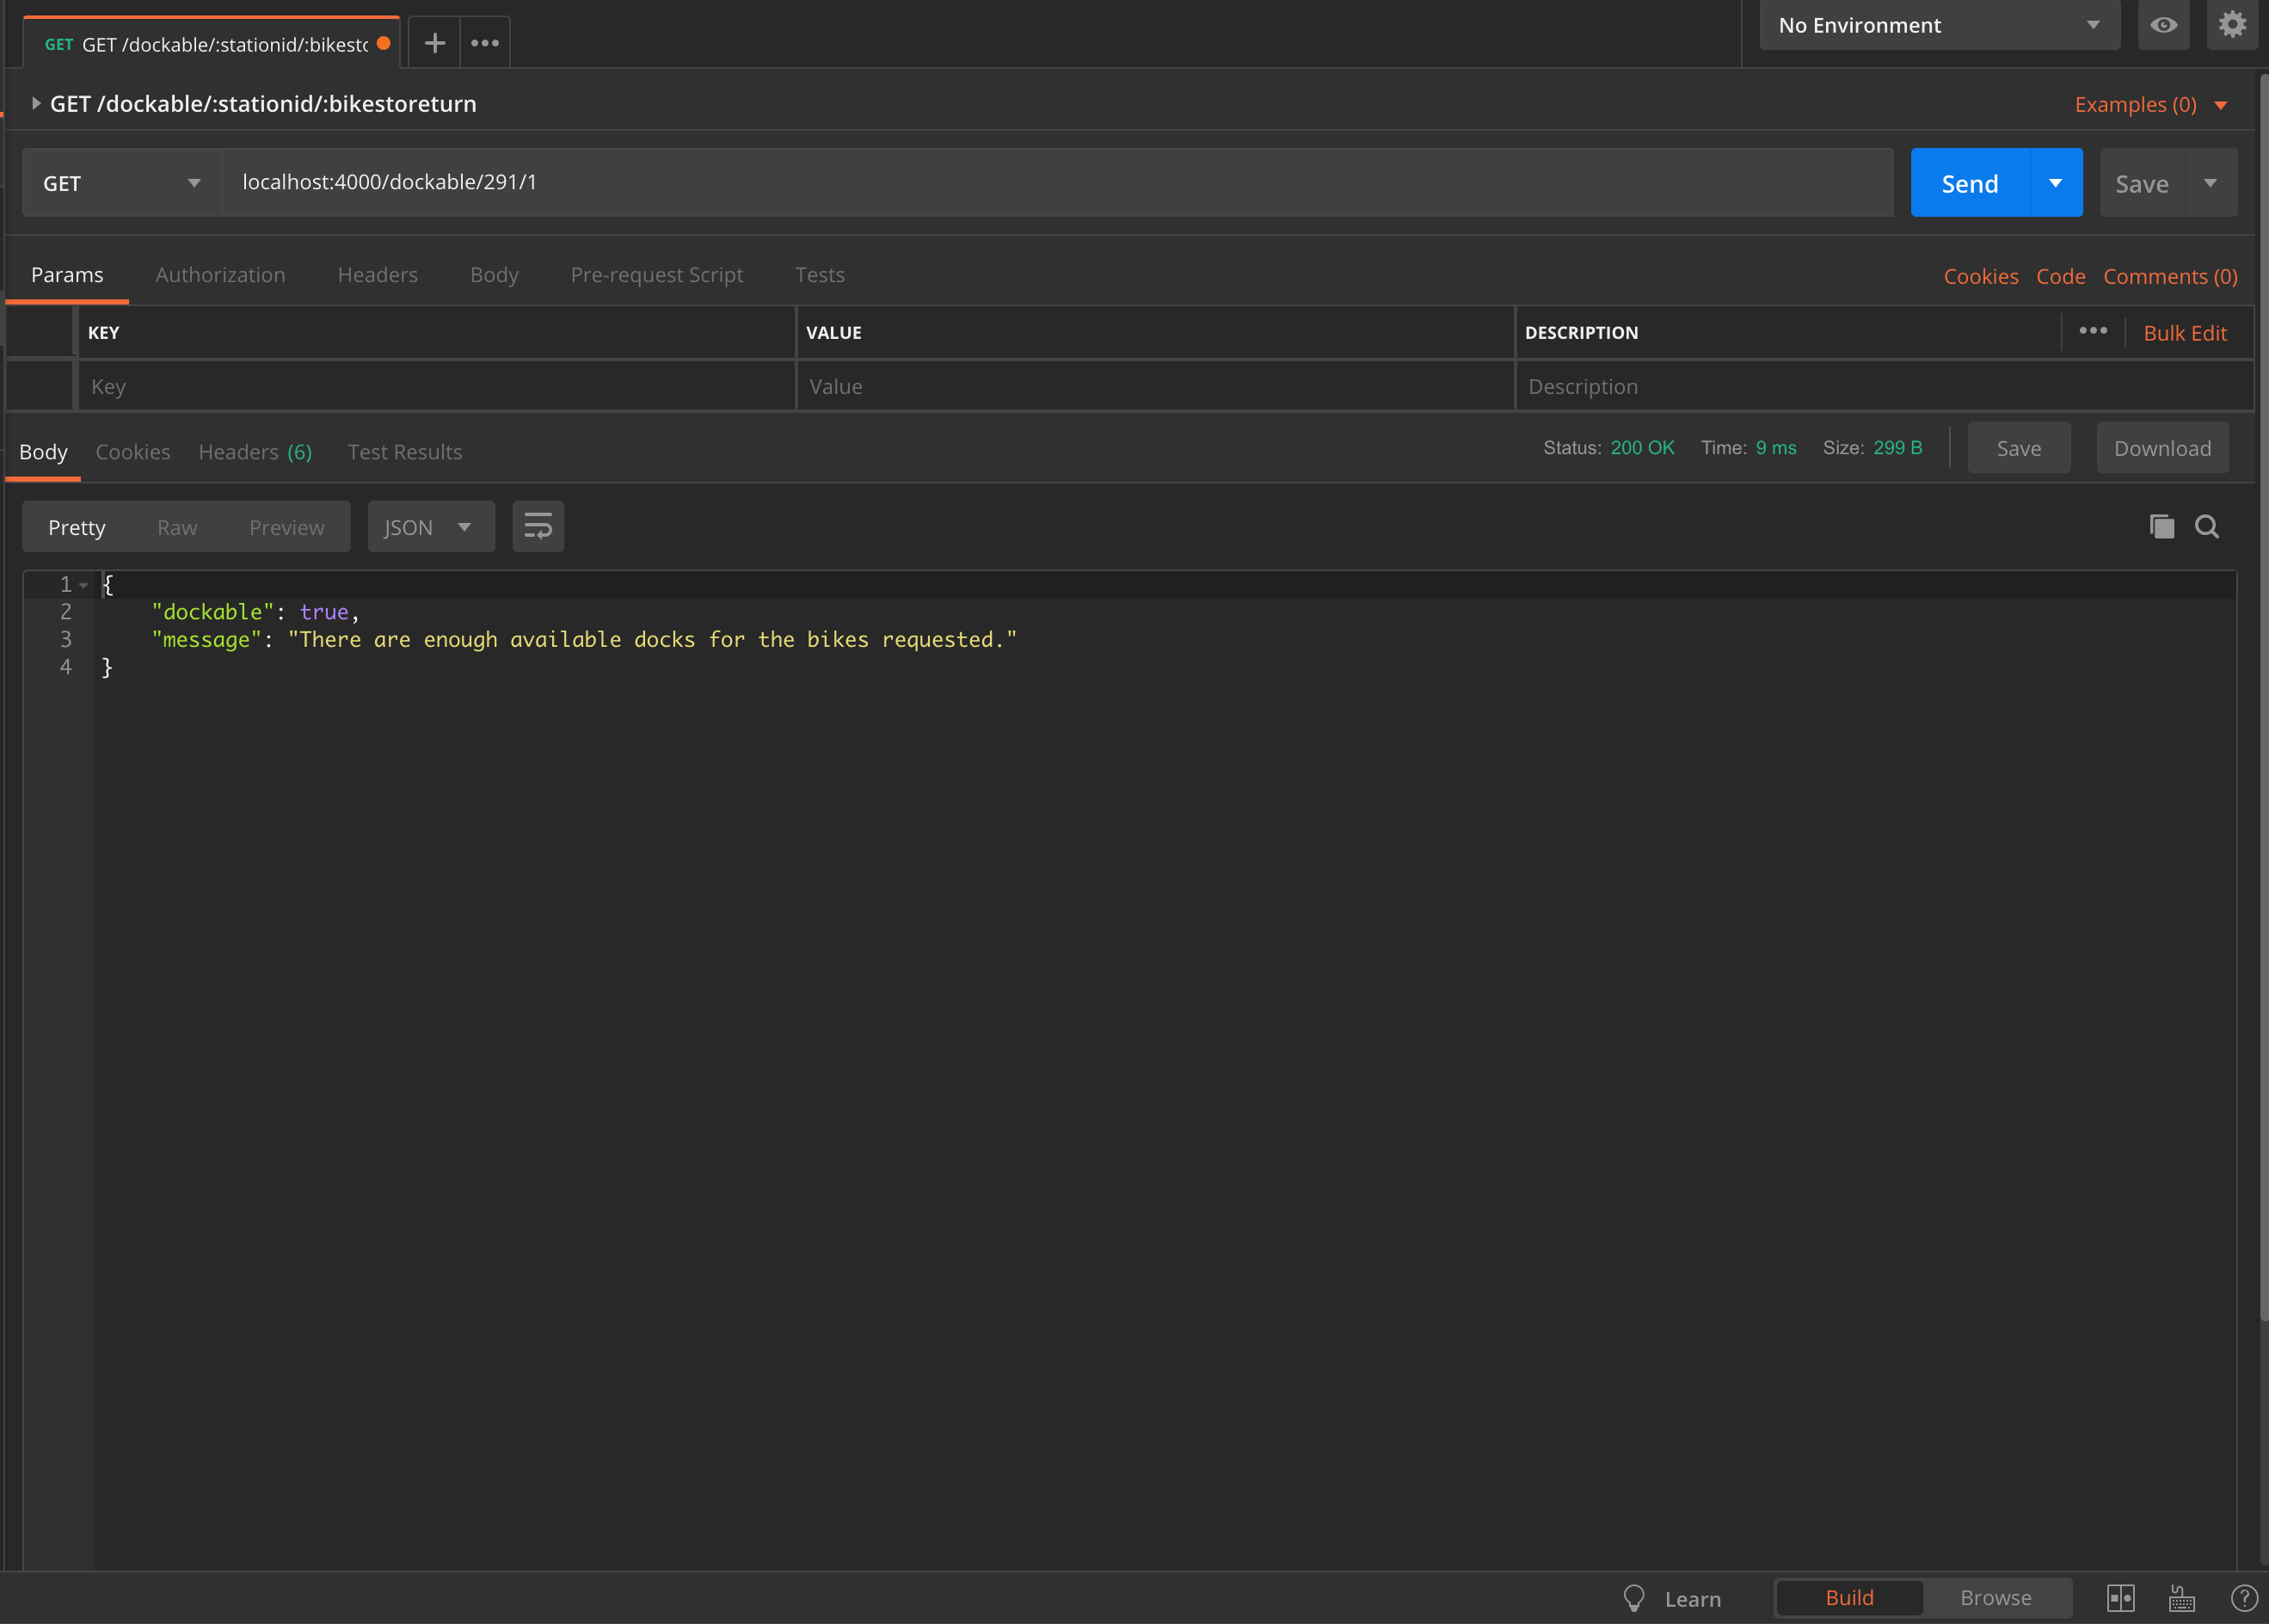 GET GET /dockable/:stationid/:bikesto
No Environment
GET /dockable/:stationid/:bikestoreturn
Examples (0)
GET localhost:4000/dockable/291/1 Send Save
Params Authorization Headers Body Pre-request Script Tests Cookies Code Comments (0)
KEY VALUE DESCRIPTION Bulk Edit
Key Value Description
Body Cookies Headers (6) Test Results Status: 200 OK Time: 9 ms Size: 299 B Save Download
Pretty Raw Preview JSON
1 {
2 "dockable": true,
3 "message": "There are enough available docks for the bikes requested."
4 }
Learn Build Browse